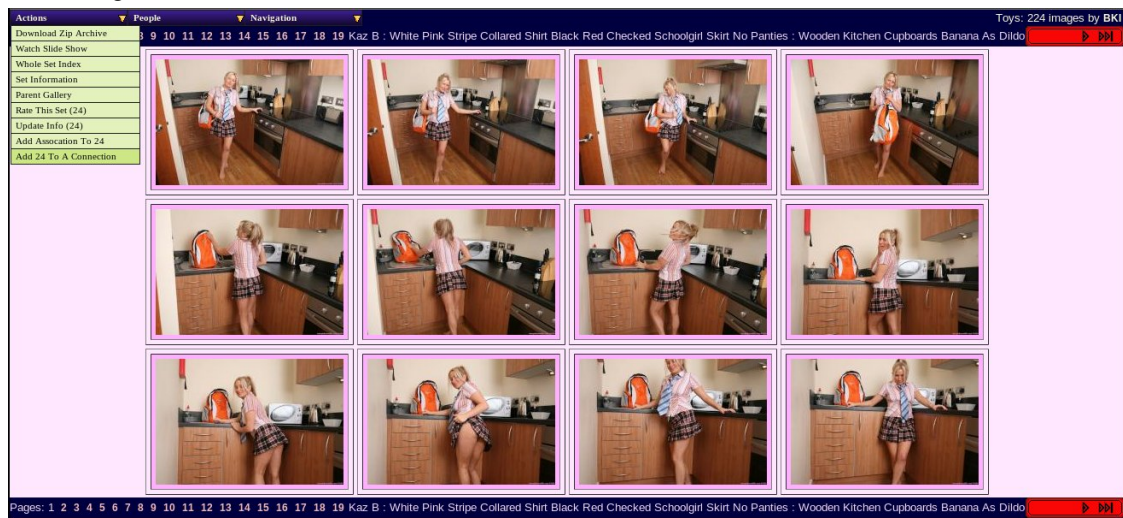 Actions People Navigation Toys: 224 images by BKI
Download Zip Archive
8 9 10 11 12 13 14 15 16 17 18 19 Kaz B : White Pink Stripe Collared Shirt Black Red Checked Schoolgirl Skirt No Panties : Wooden Kitchen Cupboards Banana As Dildo
Watch Slide Show
Whole Set Index
Set Information
Parent Gallery
Rate This Set (24)
Update Info (24)
Add Assocation To 24
Add 24 To A Connection
Pages: 1 2 3 4 5 6 7 8 9 10 11 12 13 14 15 16 17 18 19 Kaz B : White Pink Stripe Collared Shirt Black Red Checked Schoolgirl Skirt No Panties : Wooden Kitchen Cupboards Banana As Dildo